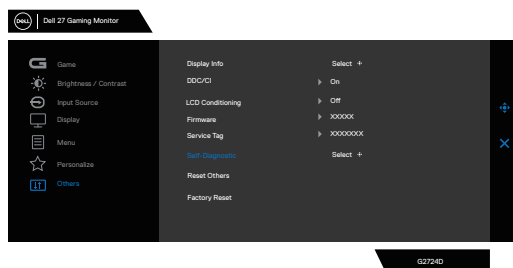 DELL Dell 27 Gaming Monitor
Game
Brightness / Contrast
Input Source
Display
Menu
Personalize
Others
Display Info Select +
DDC/CI On
LCD Conditioning Off
Firmware XXXXX
Service Tag XXXXXXX
Self-Diagnostic Select +
Reset Others
Factory Reset
G2724D